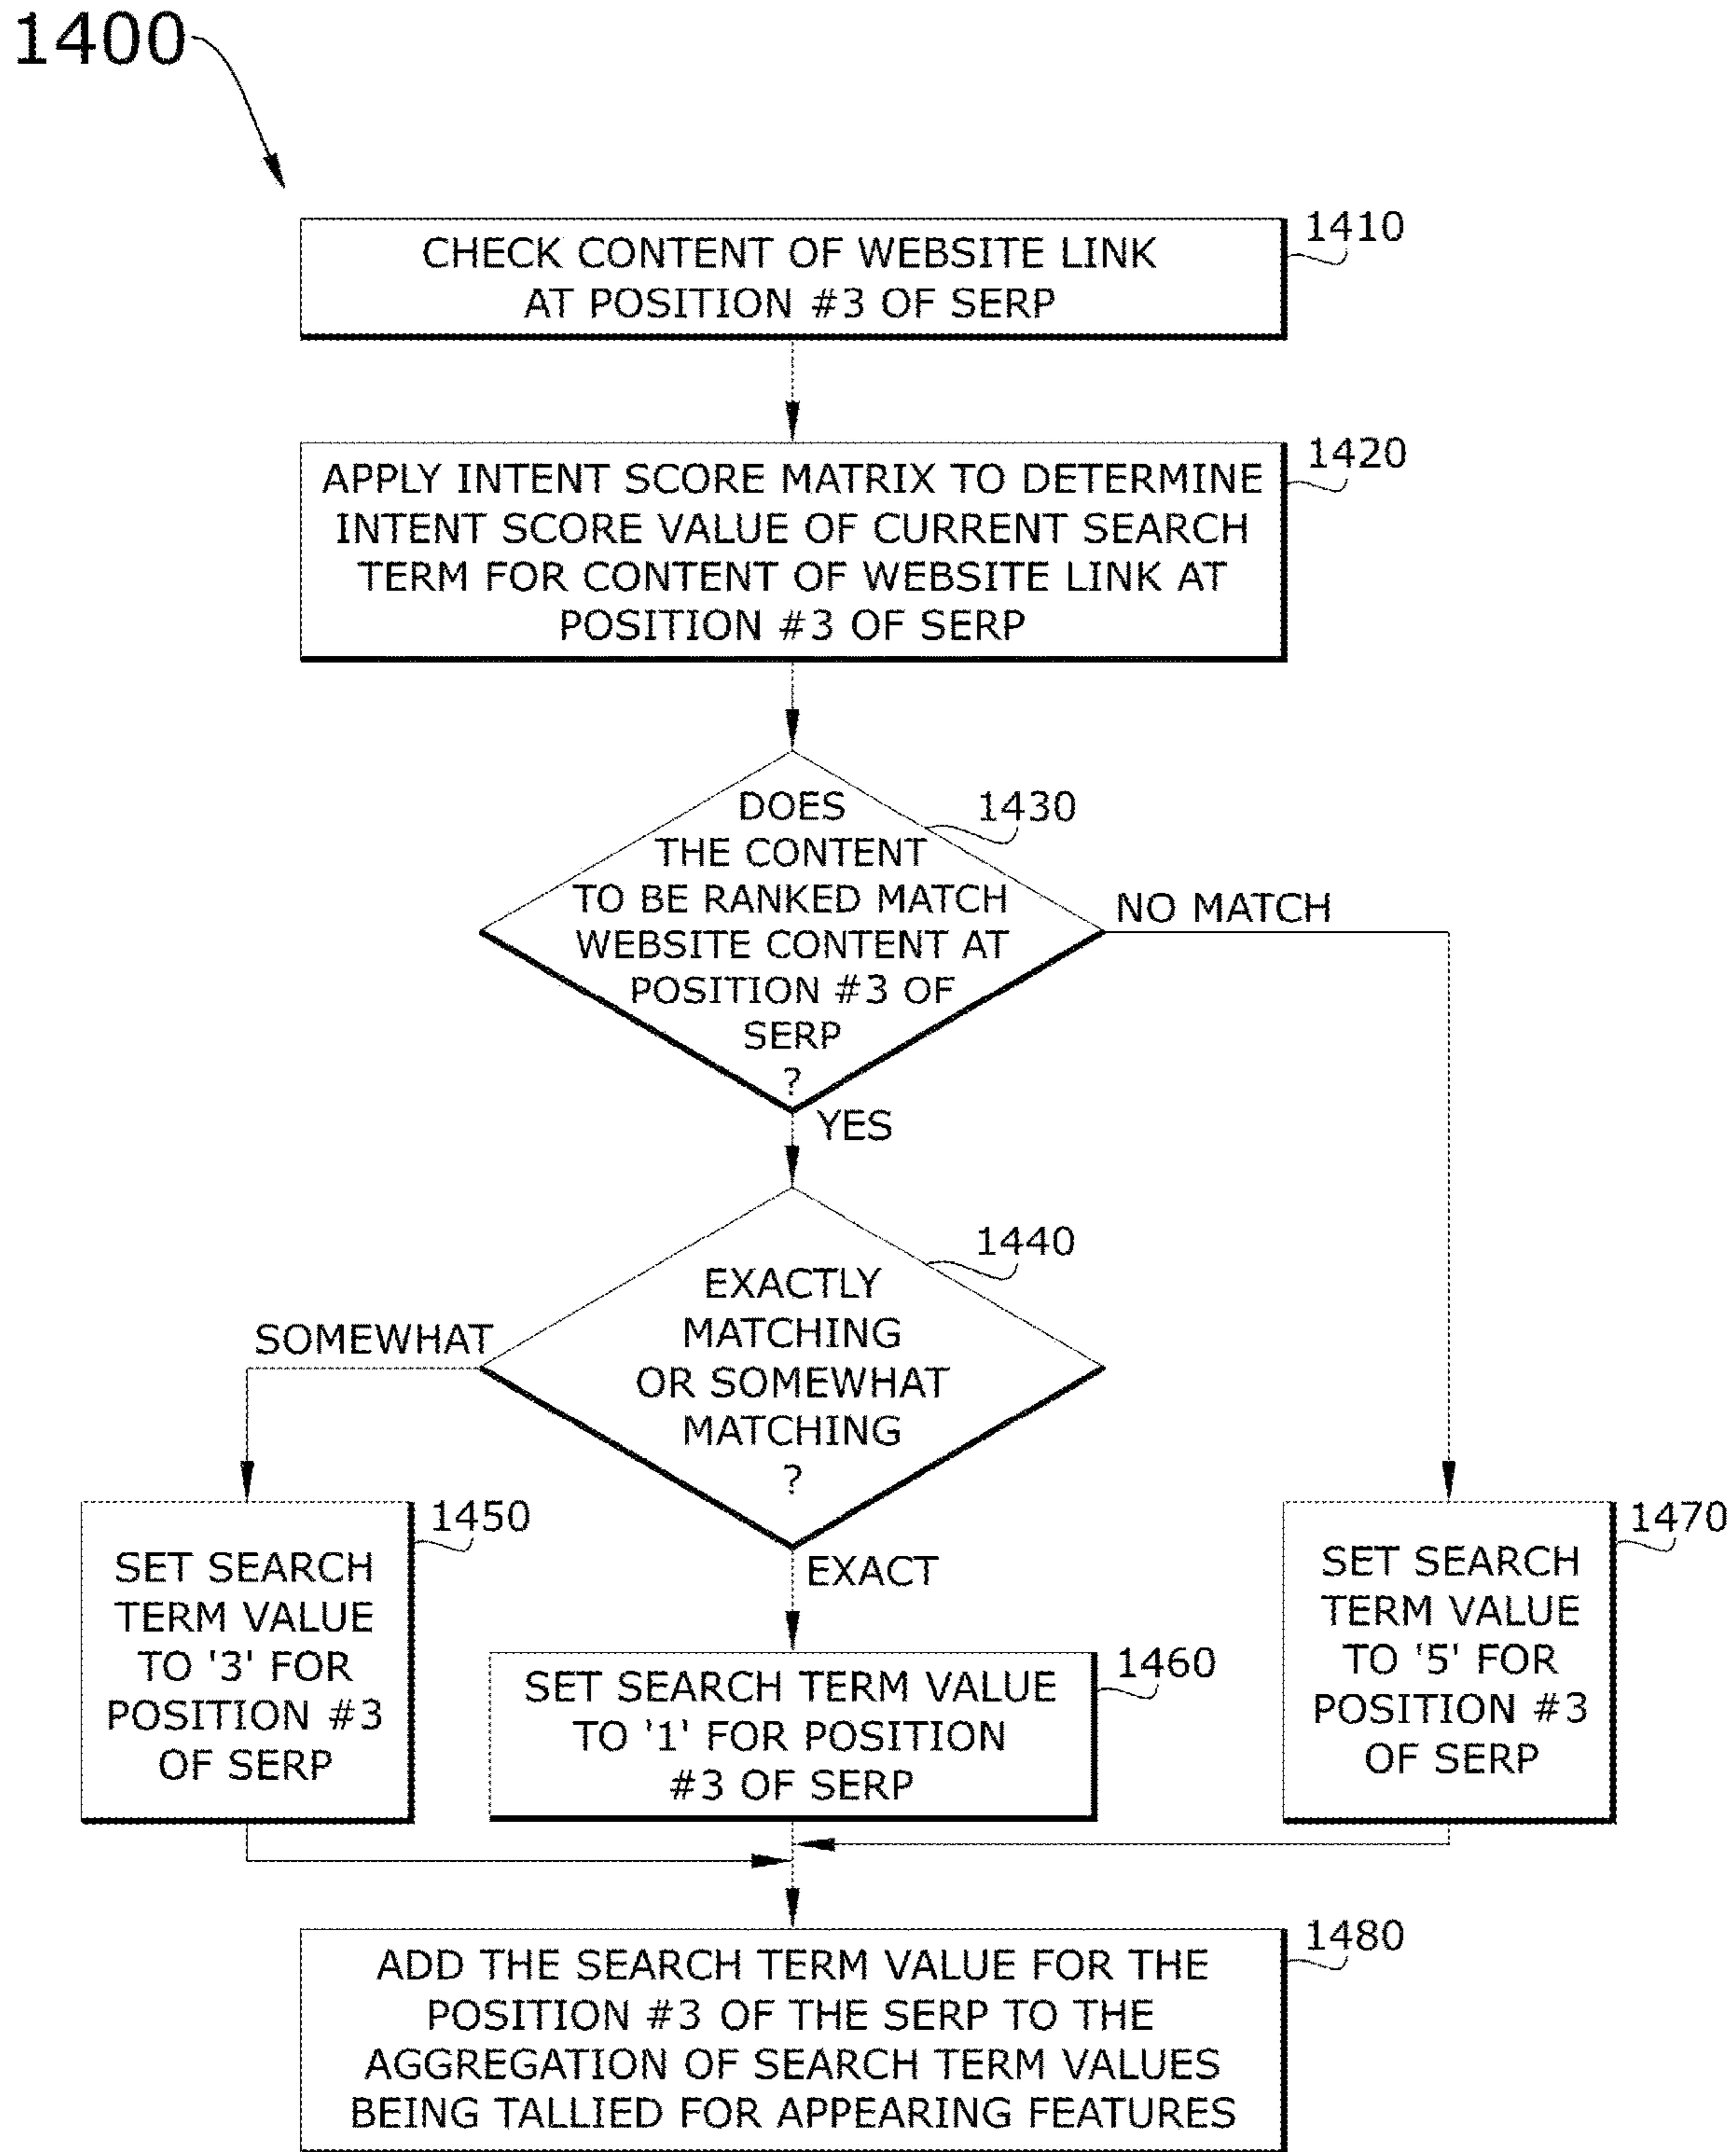 1400
CHECK CONTENT OF WEBSITE LINK
AT POSITION #3 OF SERP
1410
APPLY INTENT SCORE MATRIX TO DETERMINE
INTENT SCORE VALUE OF CURRENT SEARCH
TERM FOR CONTENT OF WEBSITE LINK AT
POSITION #3 OF SERP
1420
DOES
THE CONTENT
TO BE RANKED MATCH
WEBSITE CONTENT AT
POSITION #3 OF
SERP
?
1430
NO MATCH
YES
EXACTLY
MATCHING
OR SOMEWHAT
MATCHING
?
1440
SOMEWHAT
EXACT
SET SEARCH
TERM VALUE
TO '3' FOR
POSITION #3
OF SERP
1450
SET SEARCH TERM VALUE
TO '1' FOR POSITION
#3 OF SERP
1460
SET SEARCH
TERM VALUE
TO '5' FOR
POSITION #3
OF SERP
1470
ADD THE SEARCH TERM VALUE FOR THE
POSITION #3 OF THE SERP TO THE
AGGREGATION OF SEARCH TERM VALUES
BEING TALLIED FOR APPEARING FEATURES
1480